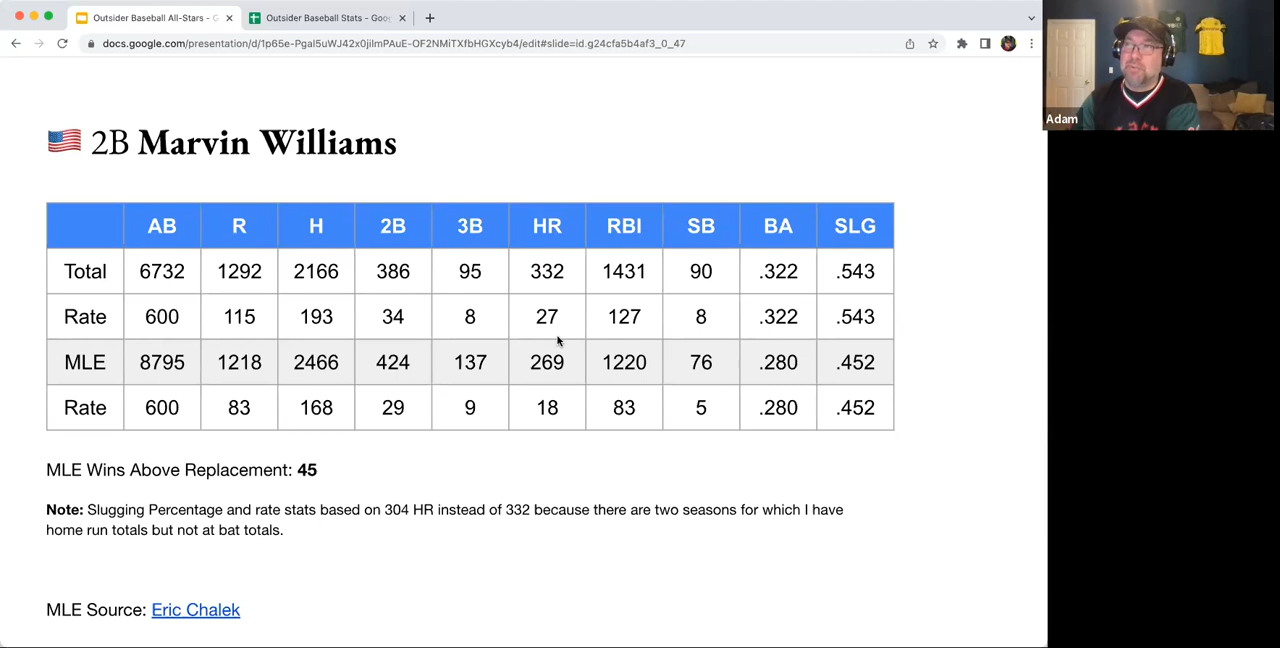 Outsider Baseball All-Stars - G
Outsider Baseball Stats - Goog
docs.google.com/presentation/d/1p65e-Pgal5uWJ42x0jilmPAuE-OF2NMiTXfbHGXcyb4/edit#slide=id.g24cfa5b4af3_0_47
Adam
2B Marvin Williams
AB R H 2B 3B HR RBI SB BA SLG
Total 6732 1292 2166 386 95 332 1431 90 .322 .543
Rate 600 115 193 34 8 27 127 8 .322 .543
MLE 8795 1218 2466 424 137 269 1220 76 .280 .452
Rate 600 83 168 29 9 18 83 5 .280 .452
MLE Wins Above Replacement: 45
Note: Slugging Percentage and rate stats based on 304 HR instead of 332 because there are two seasons for which I have
home run totals but not at bat totals.
MLE Source: Eric Chalek